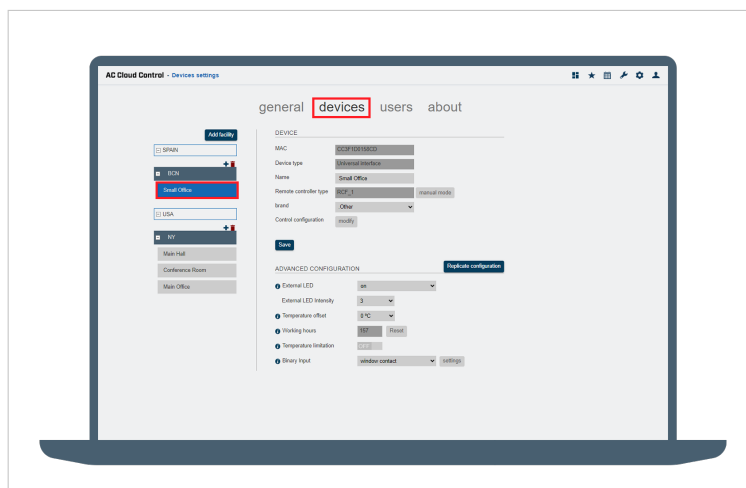 AC Cloud Control - Devices settings
general devices users about
Add facility
SPAIN
BCN
Small Office
USA
NY
Main Hall
Conference Room
Main Office
DEVICE
MAC CC3F1D0158CD
Device type Universal Interface
Name Small Office
Remote controller type RCF_1 manual mode
brand Other
Control configuration modify
Save
ADVANCED CONFIGURATION Replicate configuration
External LED on
External LED Intensity 3
Temperature offset 0 ºC
Working hours 157 Reset
Temperature limitation OFF
Binary Input window contact settings